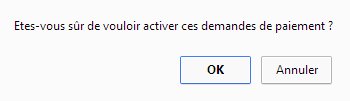 Etes-vous sûr de vouloir activer ces demandes de paiement ?
OK
Annuler